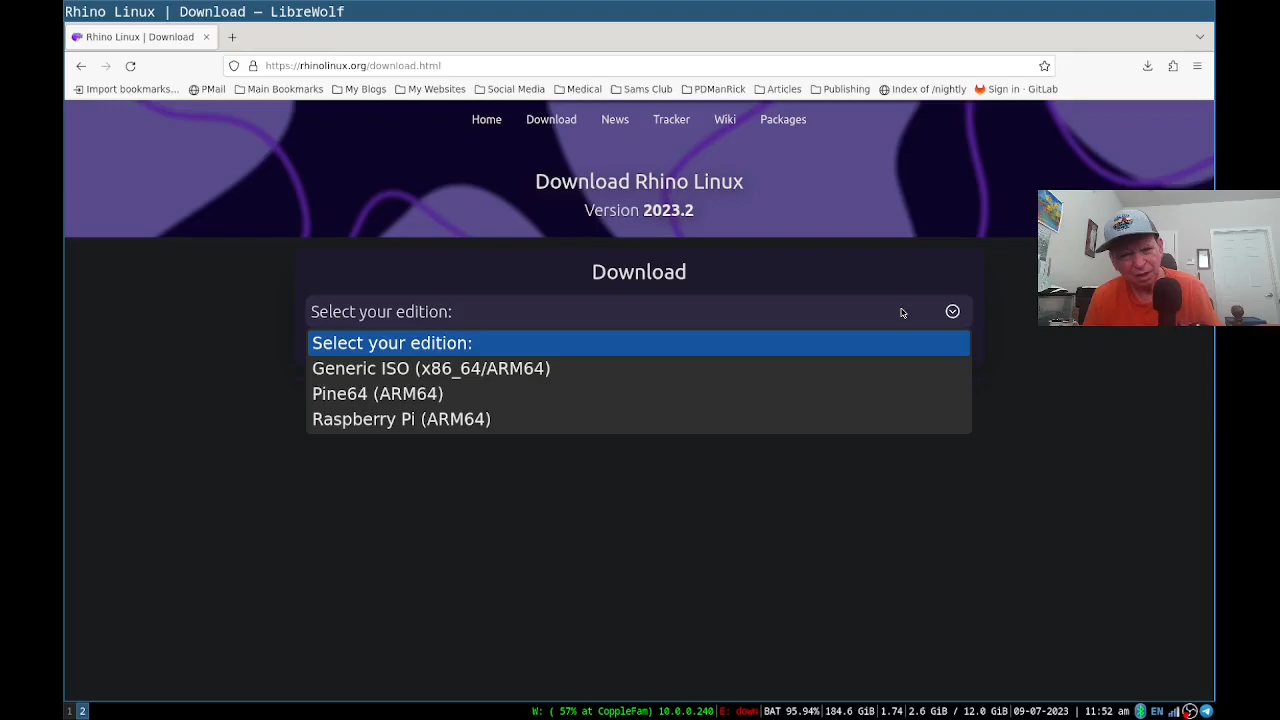 Rhino Linux | Download — LibreWolf
Rhino Linux | Download
https://rhinolinux.org/download.html
Import bookmarks... PMail Main Bookmarks My Blogs My Websites Social Media Medical Sams Club PDManRick Articles Publishing Index of /nightly Sign in · GitLab
Home Download News Tracker Wiki Packages
Download Rhino Linux
Version 2023.2
Download
Select your edition:
Select your edition:
Generic ISO (x86_64/ARM64)
Pine64 (ARM64)
Raspberry Pi (ARM64)
1 2 W: ( 57% at CoppleFam) 10.0.0.240 E: down BAT 95.94% 184.6 GiB 1.74 2.6 GiB / 12.0 GiB 09-07-2023 | 11:52 am EN